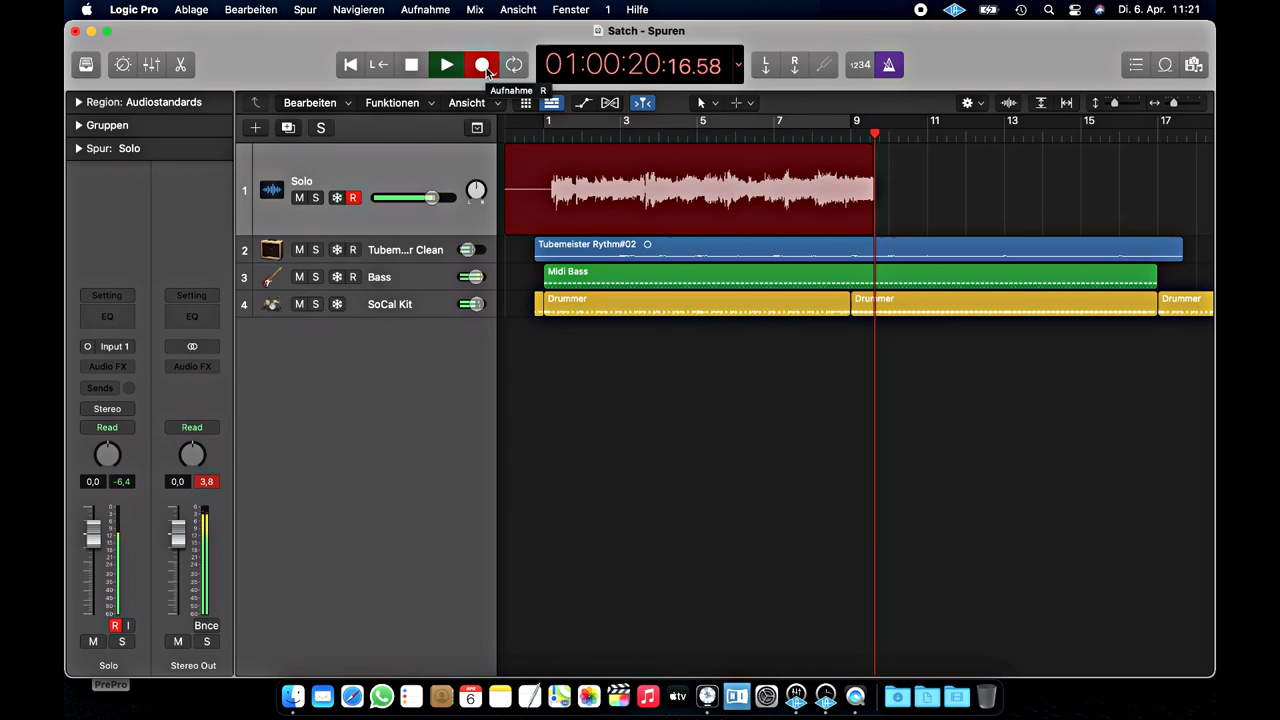 Logic Pro Ablage Bearbeiten Spur Navigieren Aufnahme Mix Ansicht Fenster 1 Hilfe Di. 6. Apr. 11:21
Satch - Spuren
01:00:20:16.58
L R 1234
Aufnahme R
Region: Audiostandards
Bearbeiten Funktionen Ansicht
Gruppen
S
1 3 5 7 9 11 13 15 17
Spur: Solo
1 Solo
M S R
L R
2 M S R Tubem...r Clean
Tubemeister Rythm#02
3 M S R Bass
Midi Bass
4 M S SoCal Kit
Drummer Drummer Drummer
Setting Setting
EQ EQ
Input 1
Audio FX Audio FX
Sends
Stereo
Read Read
0,0 -6,4 0,0 3,8
R I Bnce
M S M S
Solo Stereo Out
PrePro
APR
6
tv